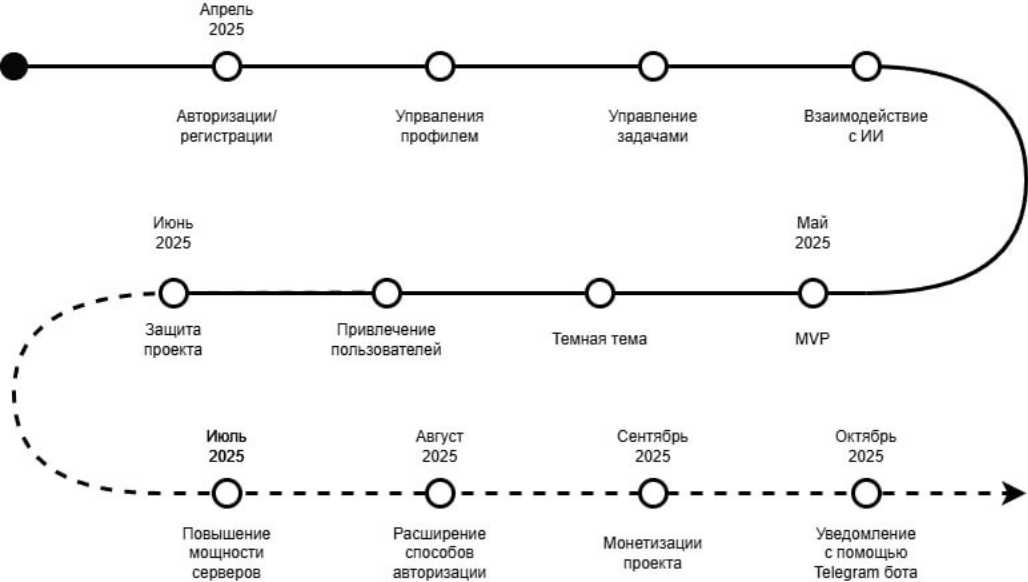 Апрель
2025
Авторизации/
регистрации
Упрваления
профилем
Управление
задачами
Взаимодействие
с ИИ
Май
2025
MVP
Темная тема
Привлечение
пользователей
Июнь
2025
Защита
проекта
Июль
2025
Повышение
мощности
серверов
Август
2025
Расширение
способов
авторизации
Сентябрь
2025
Монетизации
проекта
Октябрь
2025
Уведомление
с помощью
Telegram бота